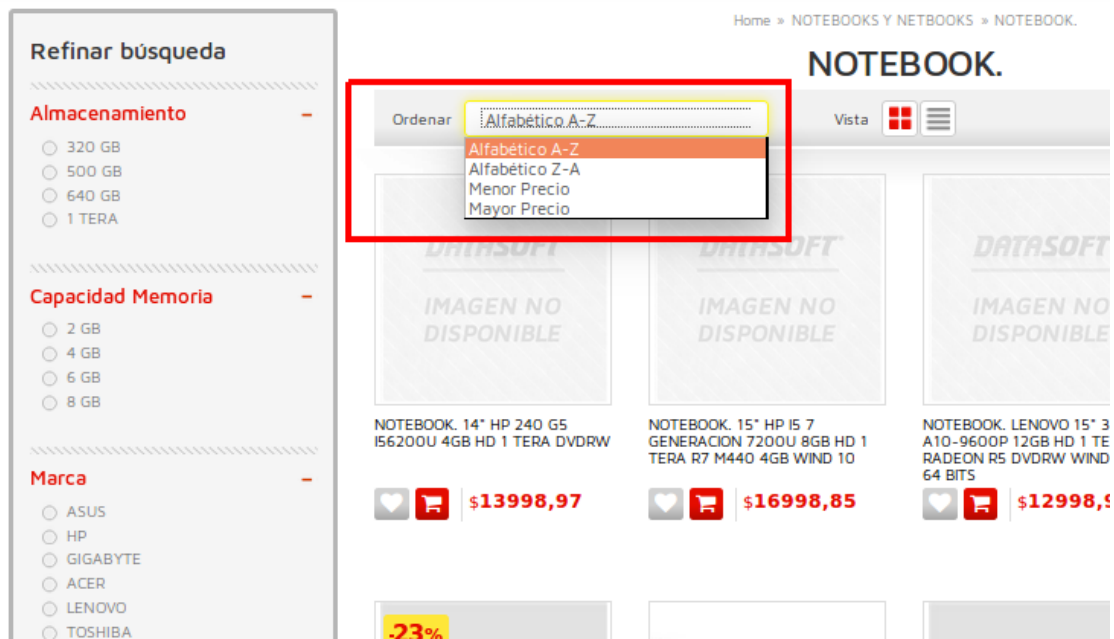 Home » NOTEBOOKS Y NETBOOKS » NOTEBOOK.
Refinar búsqueda
NOTEBOOK.
Almacenamiento
320 GB
500 GB
640 GB
1 TERA
Capacidad Memoria
2 GB
4 GB
6 GB
8 GB
Marca
ASUS
HP
GIGABYTE
ACER
LENOVO
TOSHIBA
Ordenar Alfabético A-Z
Vista
Alfabético A-Z
Alfabético Z-A
Menor Precio
Mayor Precio
DATASOFT
IMAGEN NO
DISPONIBLE
NOTEBOOK. 14" HP 240 G5
I56200U 4GB HD 1 TERA DVDRW
$13998,97
DATASOFT
IMAGEN NO
DISPONIBLE
NOTEBOOK. 15" HP I5 7
GENERACION 7200U 8GB HD 1
TERA R7 M440 4GB WIND 10
$16998,85
DATASOFT
IMAGEN NO
DISPONIBLE
NOTEBOOK. LENOVO 15" 3
A10-9600P 12GB HD 1 TE
RADEON R5 DVDRW WIND
64 BITS
$12998,9
-23%